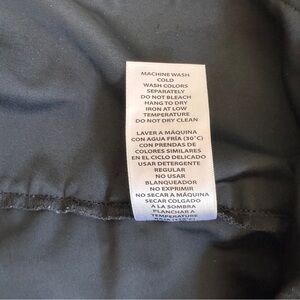 MACHINE WASH
COLD
WASH COLORS
SEPARATELY
DO NOT BLEACH
HANG TO DRY
IRON AT LOW
TEMPERATURE
DO NOT DRY CLEAN
LAVER A MÁQUINA
CON AGUA FRÍA (30°C)
CON PRENDAS DE
COLORES SIMILARES
EN EL CICLO DELICADO
USAR DETERGENTE
REGULAR
NO USAR
BLANQUEADOR
NO EXPRIMIR
NO SECAR A MÁQUINA
SECAR COLGADO
A LA SOMBRA
PLANCHAR A
TEMPERATURA